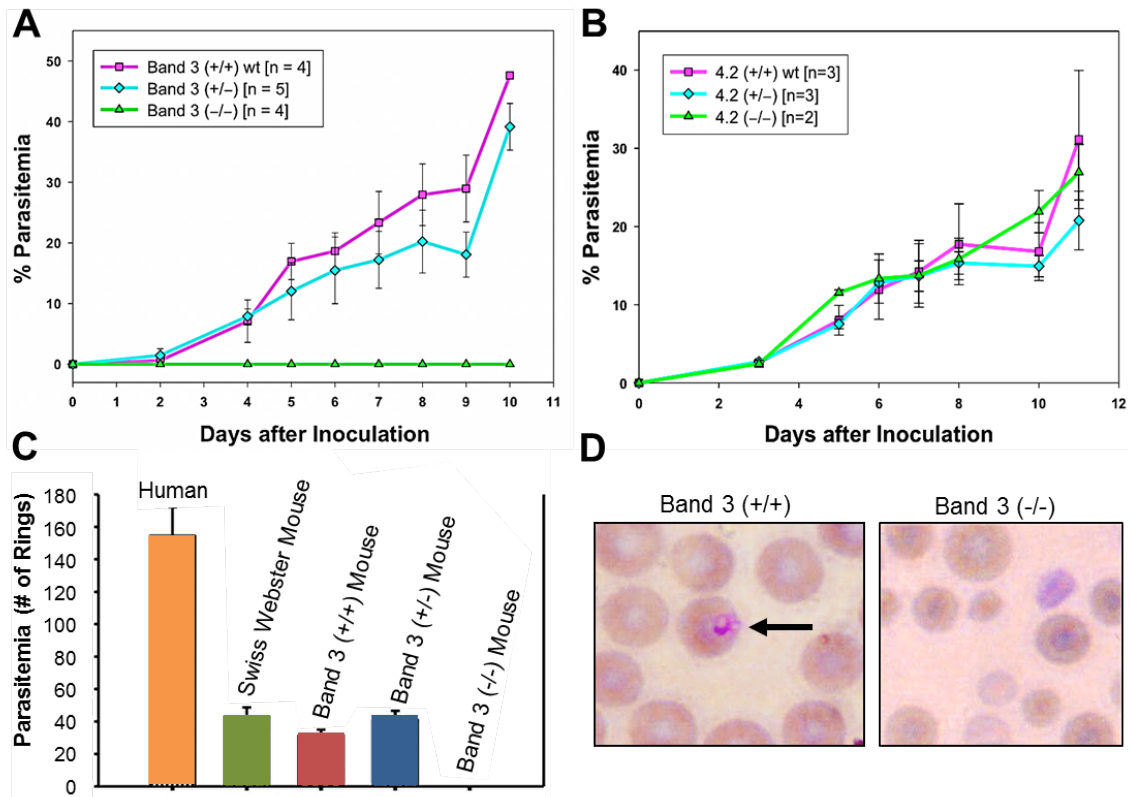 A
% Parasitemia
50
40
30
20
10
0
Band 3 (+/+) wt [n = 4]
Band 3 (+/–) [n = 5]
Band 3 (–/–) [n = 4]
0 1 2 3 4 5 6 7 8 9 10 11
Days after Inoculation
B
% Parasitemia
40
30
20
10
0
4.2 (+/+) wt [n=3]
4.2 (+/–) [n=3]
4.2 (–/–) [n=2]
0 2 4 6 8 10 12
Days after Inoculation
C
Parasitemia (# of Rings)
180
160
140
120
100
80
60
40
20
0
Human
Swiss Webster Mouse
Band 3 (+/+) Mouse
Band 3 (+/-) Mouse
Band 3 (-/-) Mouse
D
Band 3 (+/+)
Band 3 (-/-)